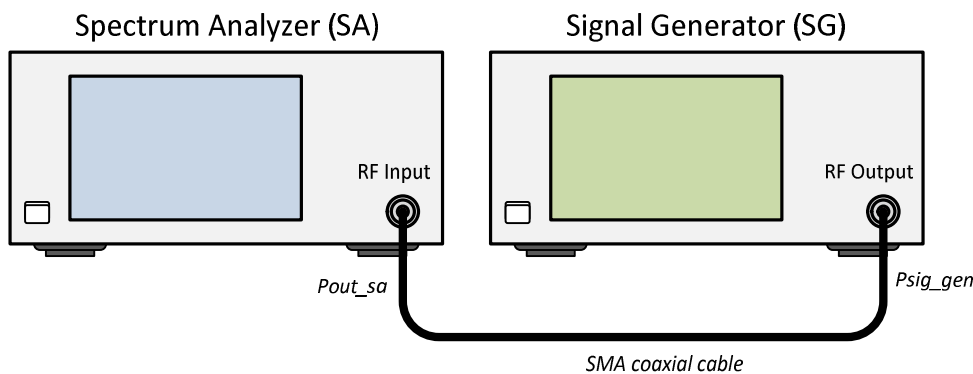 Spectrum Analyzer (SA)
Signal Generator (SG)
RF Input
RF Output
Pout_sa
Psig_gen
SMA coaxial cable